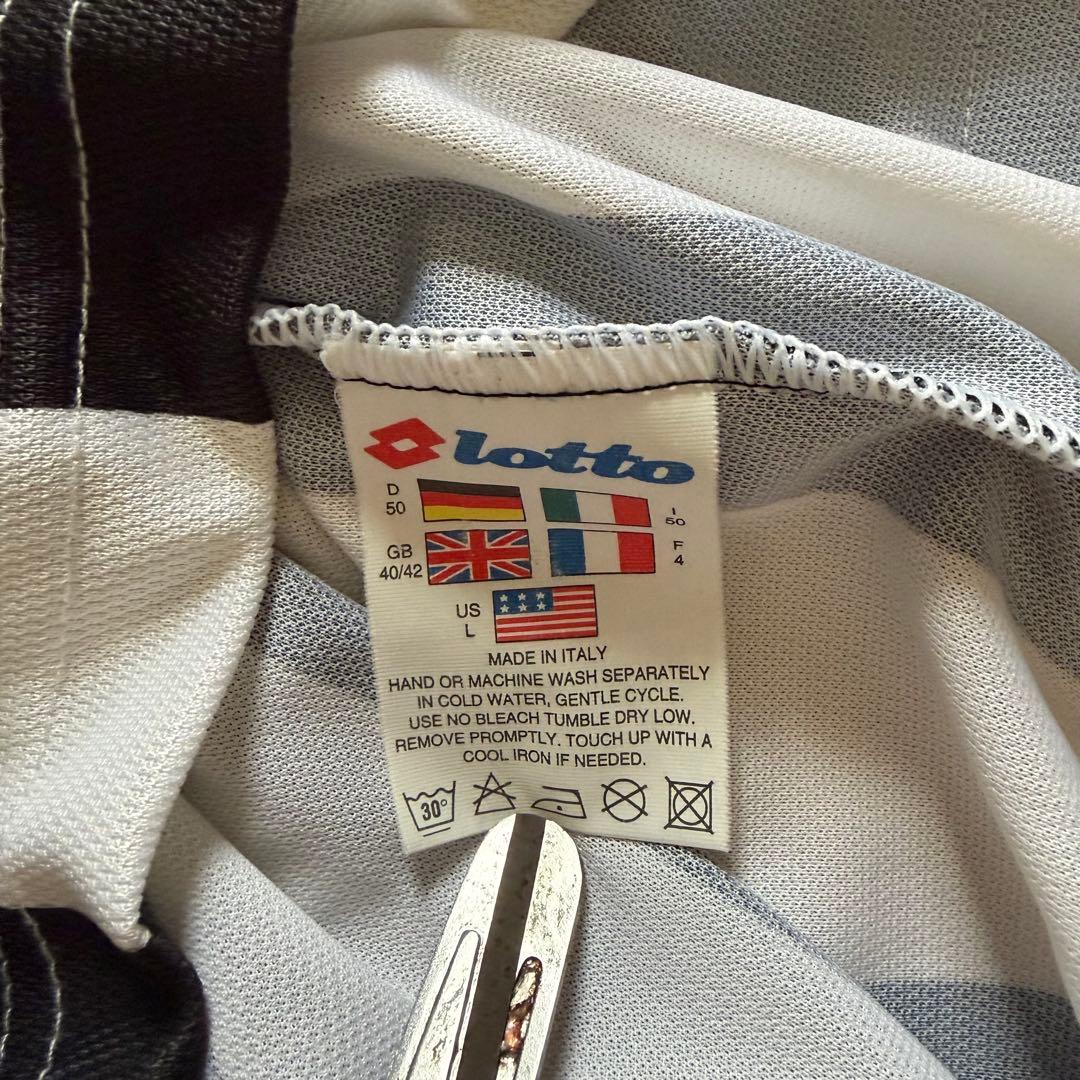 lotto
D
50
I
50
GB
40/42
F
4
US
L
MADE IN ITALY
HAND OR MACHINE WASH SEPARATELY
IN COLD WATER, GENTLE CYCLE.
USE NO BLEACH TUMBLE DRY LOW.
REMOVE PROMPTLY. TOUCH UP WITH A
COOL IRON IF NEEDED.
30°